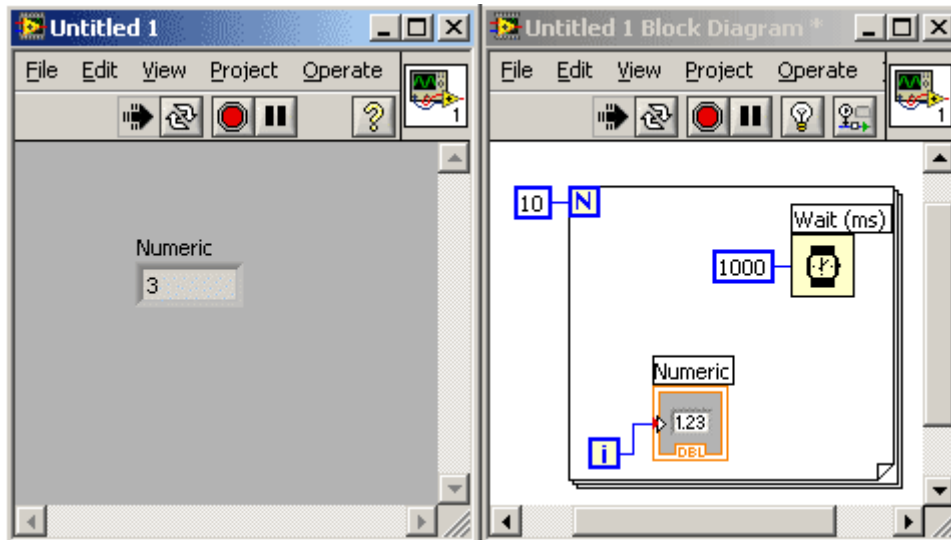 Untitled 1
File Edit View Project Operate
1
Numeric
3
Untitled 1 Block Diagram *
File Edit View Project Operate
1
10 N
Wait (ms)
1000
Numeric
1.23
DBL
i